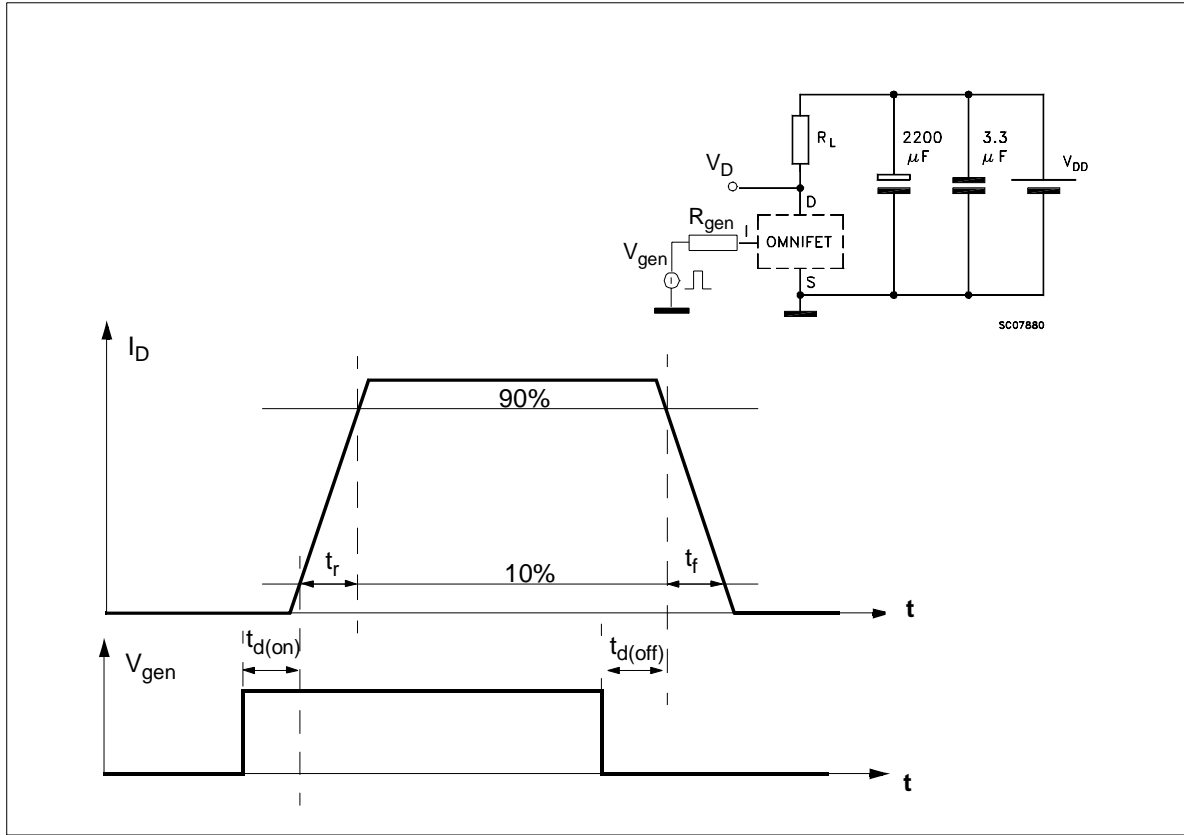 R_L
2200
µF
3.3
µF
V_DD
V_D
D
R_gen
I
OMNIFET
V_gen
S
SC07880
I_D
90%
t_r
10%
t_f
t
t_d(on)
t_d(off)
V_gen
t